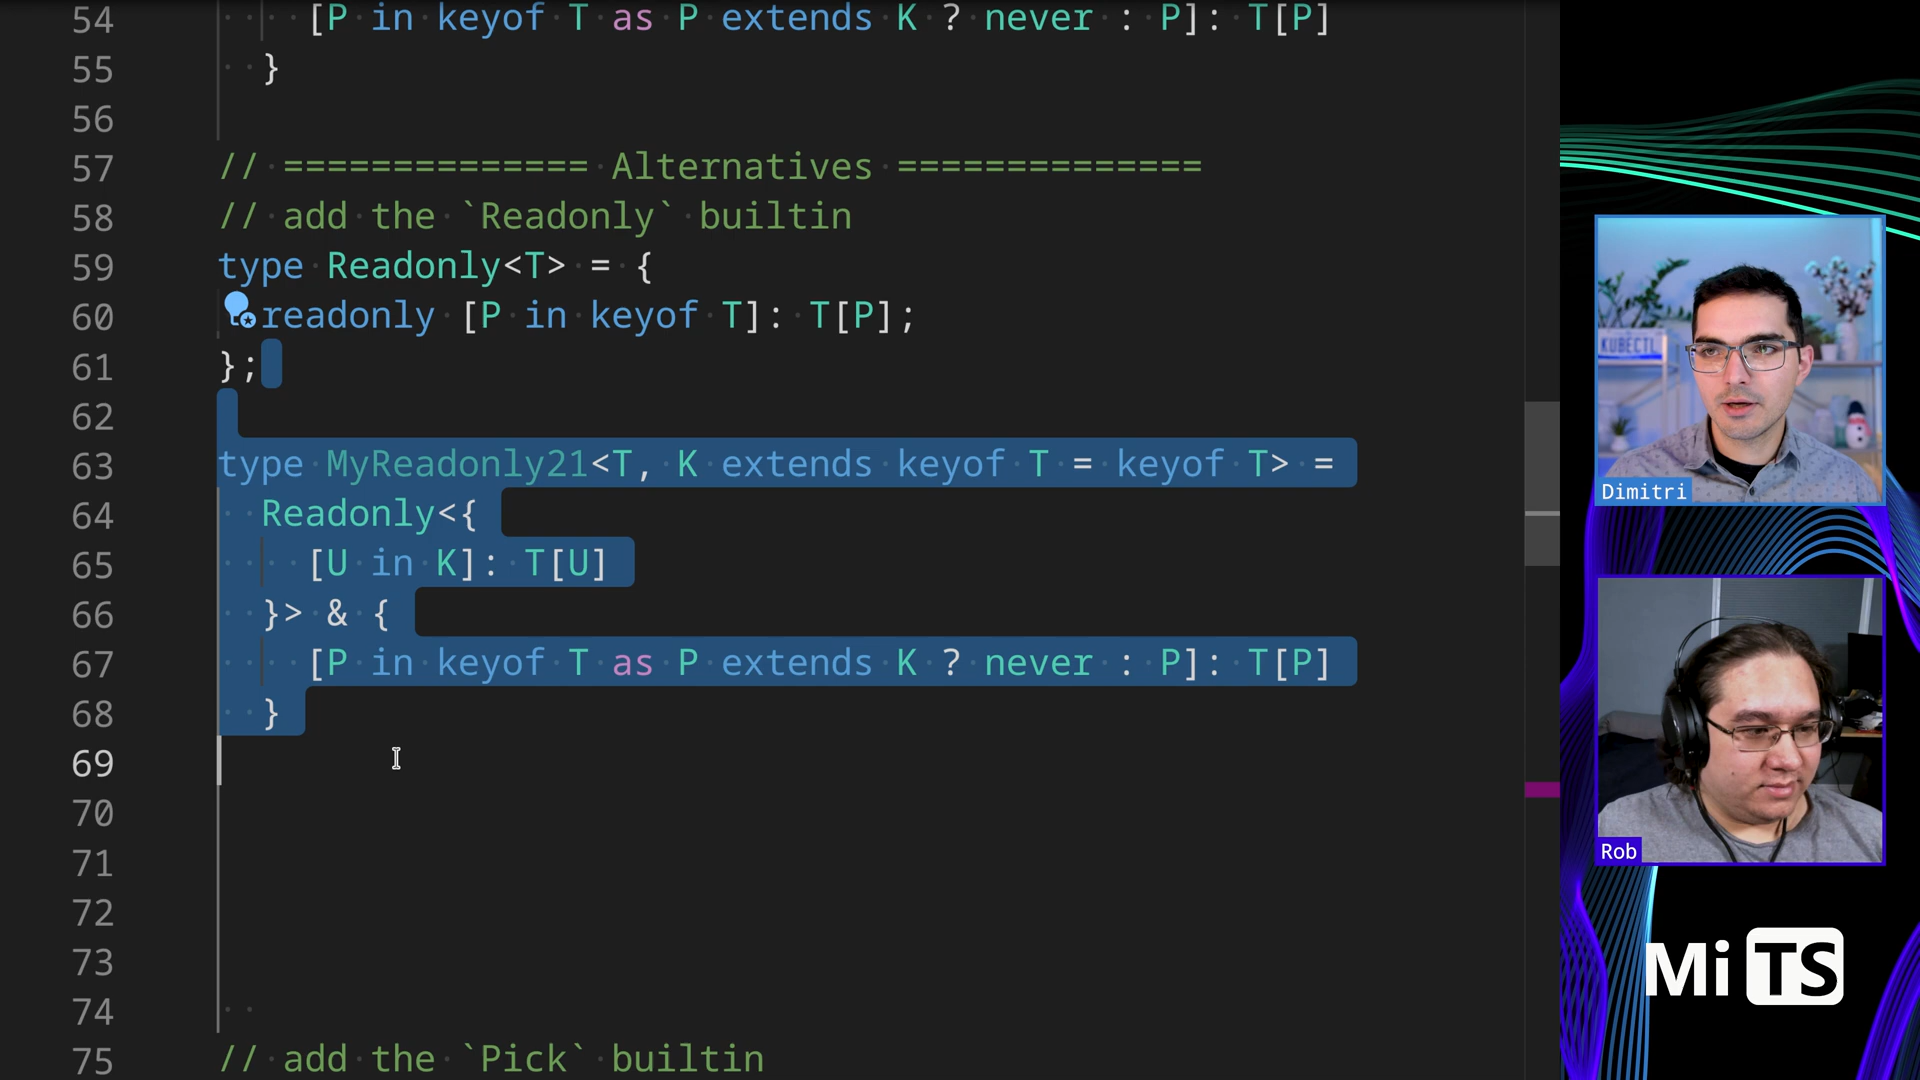 54 [P in keyof T as P extends K ? never : P]: T[P]
55 }
56
57 // ============== Alternatives ==============
58 // add the `Readonly` builtin
59 type Readonly<T> = {
60 readonly [P in keyof T]: T[P];
61 };
62
63 type MyReadonly21<T, K extends keyof T = keyof T> =
64 Readonly<{
65 [U in K]: T[U]
66 }> & {
67 [P in keyof T as P extends K ? never : P]: T[P]
68 }
69
70
71
72
73
74
75 // add the `Pick` builtin
KUBECTL
Dimitri
Rob
Mi TS